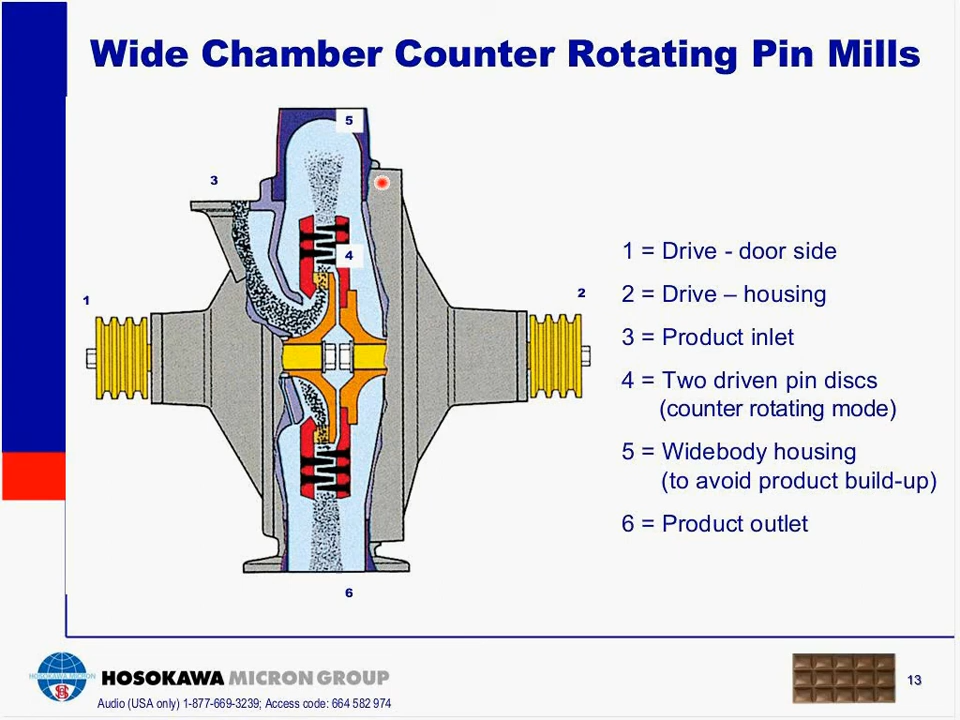 Wide Chamber Counter Rotating Pin Mills
5
3
4
1
2
6
1 = Drive - door side
2 = Drive – housing
3 = Product inlet
4 = Two driven pin discs
(counter rotating mode)
5 = Widebody housing
(to avoid product build-up)
6 = Product outlet
HOSOKAWA MICRON
HOSOKAWA MICRON GROUP
13
Audio (USA only) 1-877-669-3239; Access code: 664 582 974